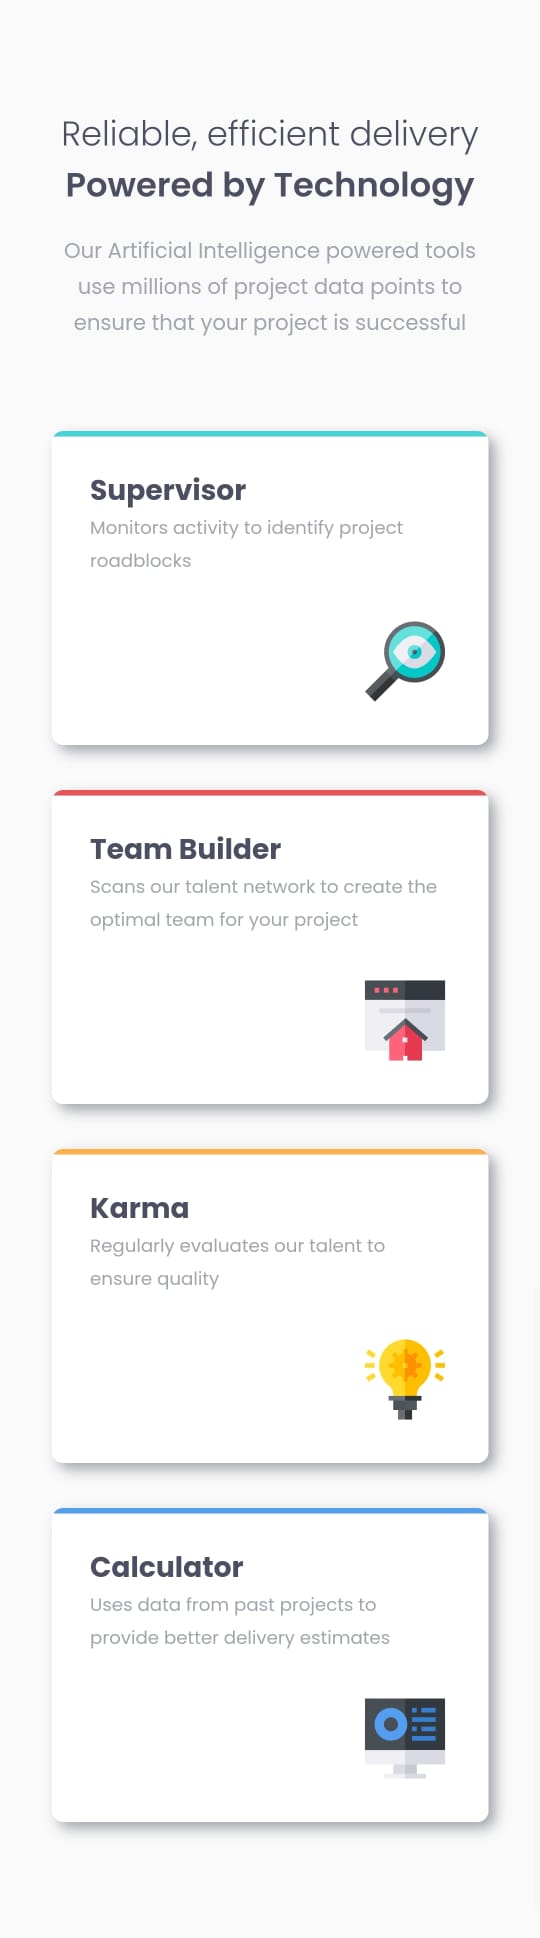 Reliable, efficient delivery
Powered by Technology
Our Artificial Intelligence powered tools
use millions of project data points to
ensure that your project is successful
Supervisor
Monitors activity to identify project
roadblocks
Team Builder
Scans our talent network to create the
optimal team for your project
Karma
Regularly evaluates our talent to
ensure quality
Calculator
Uses data from past projects to
provide better delivery estimates